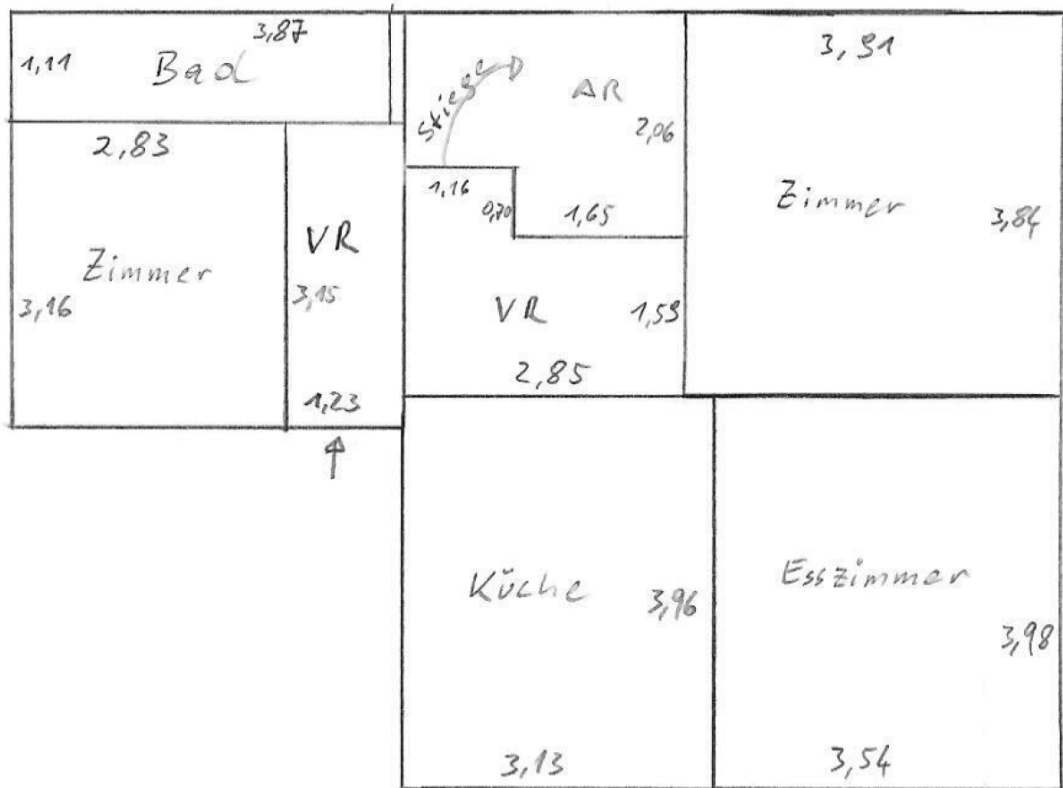 3,87
1,11 Bad
2,83
Zimmer
3,16
VR
3,15
1,23
Stiege
AR
2,06
1,16
0,70
1,65
VR
1,59
2,85
3,91
Zimmer
3,84
Küche
3,96
3,13
Esszimmer
3,98
3,54